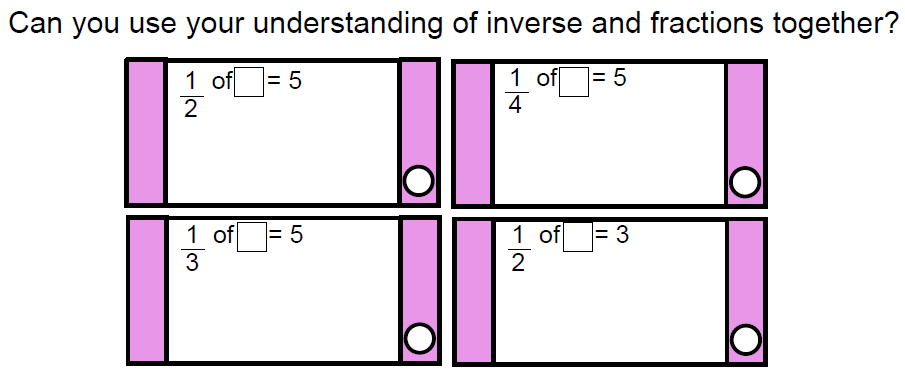 Can you use your understanding of inverse and fractions together?
1/2 of □ = 5
1/4 of □ = 5
1/3 of □ = 5
1/2 of □ = 3